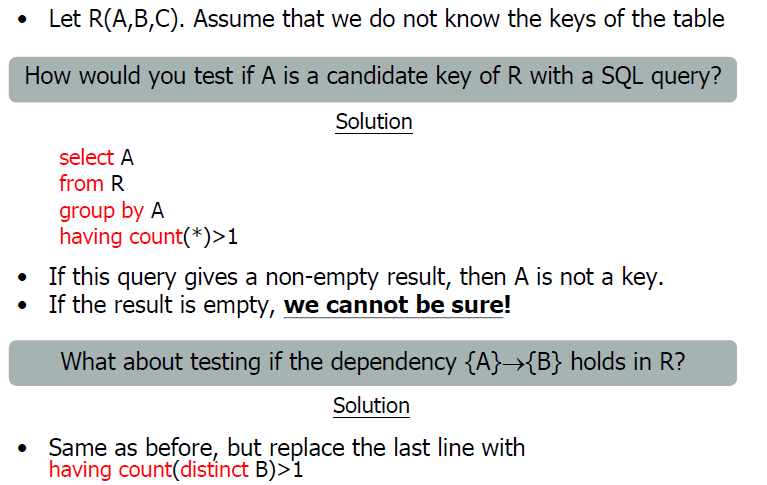 • Let R(A,B,C). Assume that we do not know the keys of the table
How would you test if A is a candidate key of R with a SQL query?
Solution
select A
from R
group by A
having count(*)>1
• If this query gives a non-empty result, then A is not a key.
• If the result is empty, we cannot be sure!
What about testing if the dependency {A}→{B} holds in R?
Solution
• Same as before, but replace the last line with
having count(distinct B)>1